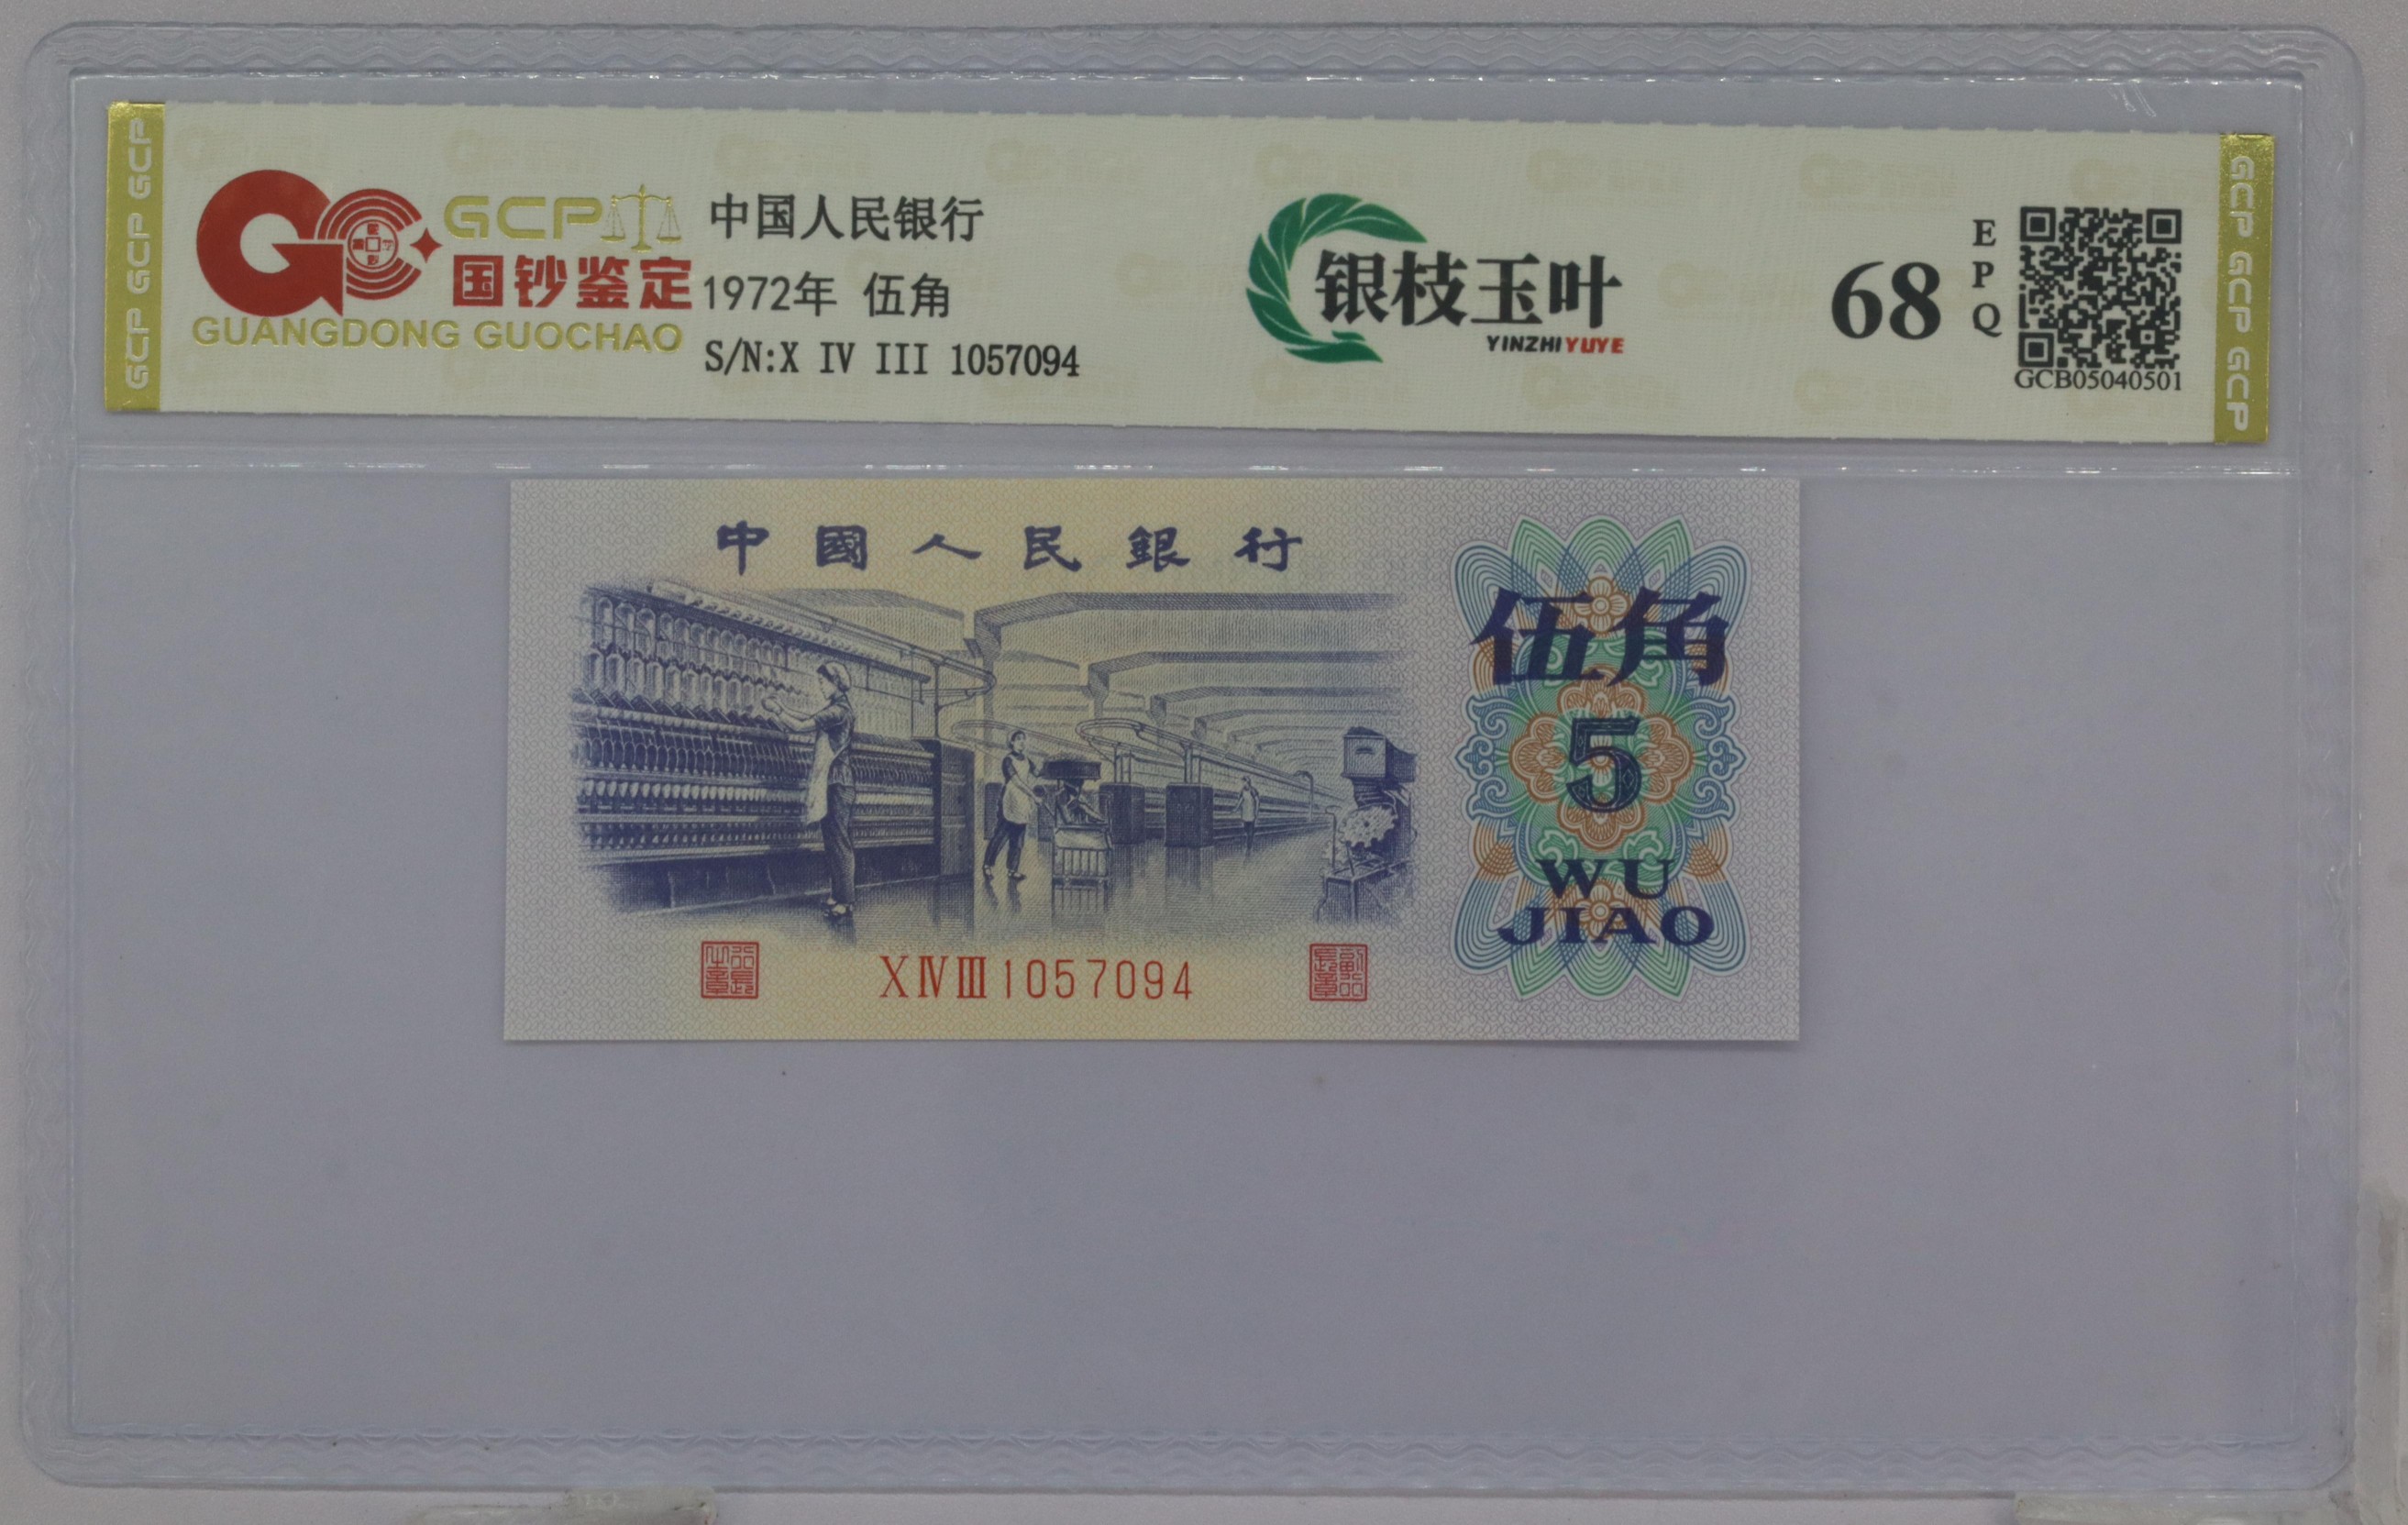 GCP GCP GCP
GCP
国钞鉴定
GUANGDONG GUOCHAO
中国人民银行
1972年 伍角
S/N:X IV III 1057094
银枝玉叶
YINZHIYUYE
68
E
P
Q
GCB05040501
GCP GCP GCP
中國人民銀行
伍角
5
WU
JIAO
X IV III 1057094